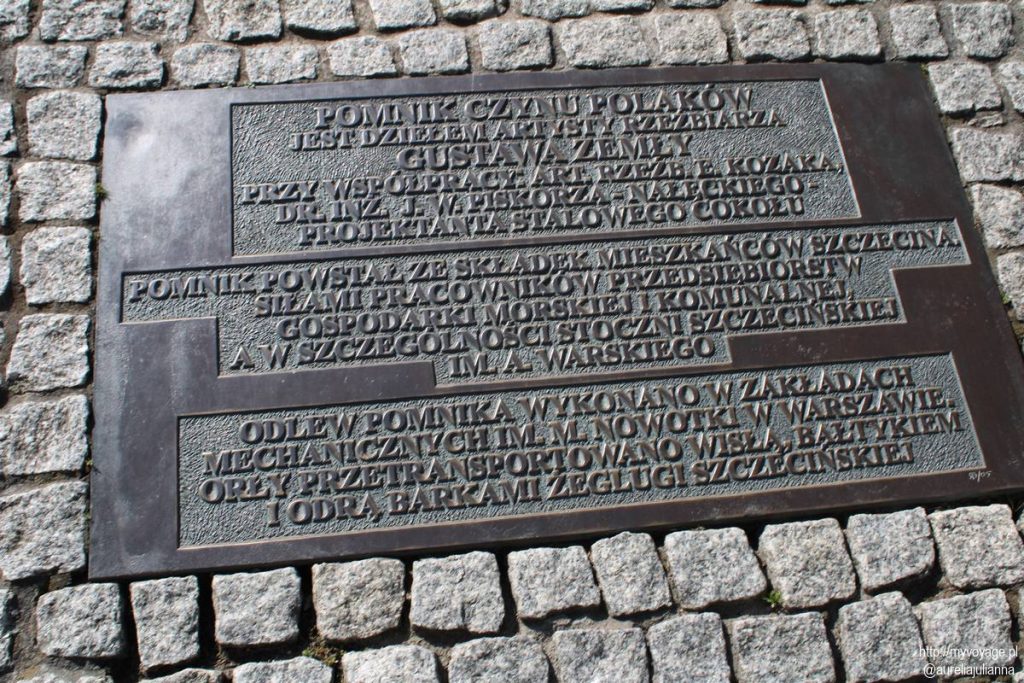 POMNIK CZYNU POLAKÓW
JEST DZIEŁEM ARTYSTY RZEŹBIARZA
GUSTAWA ZEMŁY
PRZY WSPÓŁPRACY. ART. RZEŹB. E. KOZAKA,
DR. INŻ. J. W. PISKORZA - NAŁĘCKIEGO -
PROJEKTANTA STALOWEGO COKOŁU
POMNIK POWSTAŁ ZE SKŁADEK MIESZKAŃCÓW SZCZECINA
SIŁAMI PRACOWNIKÓW PRZEDSIĘBIORSTW
GOSPODARKI MORSKIEJ I KOMUNALNEJ,
A W SZCZEGÓLNOŚCI STOCZNI SZCZECIŃSKIEJ
IM. A. WARSKIEGO
ODLEW POMNIKA WYKONANO W ZAKŁADACH
MECHANICZNYCH IM. M. NOWOTKI W WARSZAWIE.
ORŁY PRZETRANSPORTOWANO WISŁĄ, BAŁTYKIEM
I ODRĄ BARKAMI ŻEGLUGI SZCZECIŃSKIEJ
http://myvoyage.pl
@aureliajulianna